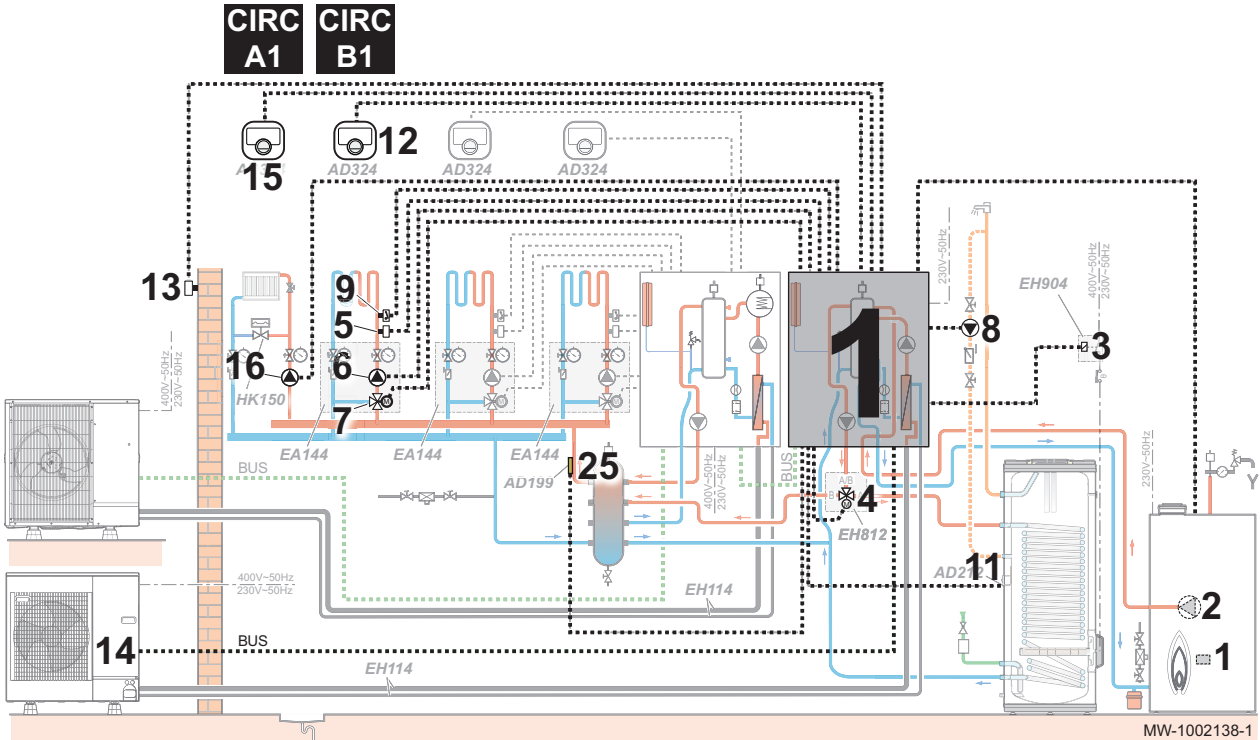 CIRC
A1
CIRC
B1
12
15
AD324
AD324
AD324
13
9
5
16
6
7
HK150
EA144
EA144
EA144
400V~50Hz
230V~50Hz
BUS
AD199
25
400V~50Hz
230V~50Hz
BUS
1
230V~50Hz
8
EH904
400V~50Hz
230V~50Hz
3
A/B
B
4
EH812
M
230V~50Hz
Y
AD212
11
2
1
400V~50Hz
230V~50Hz
EH114
BUS
14
EH114
MW-1002138-1